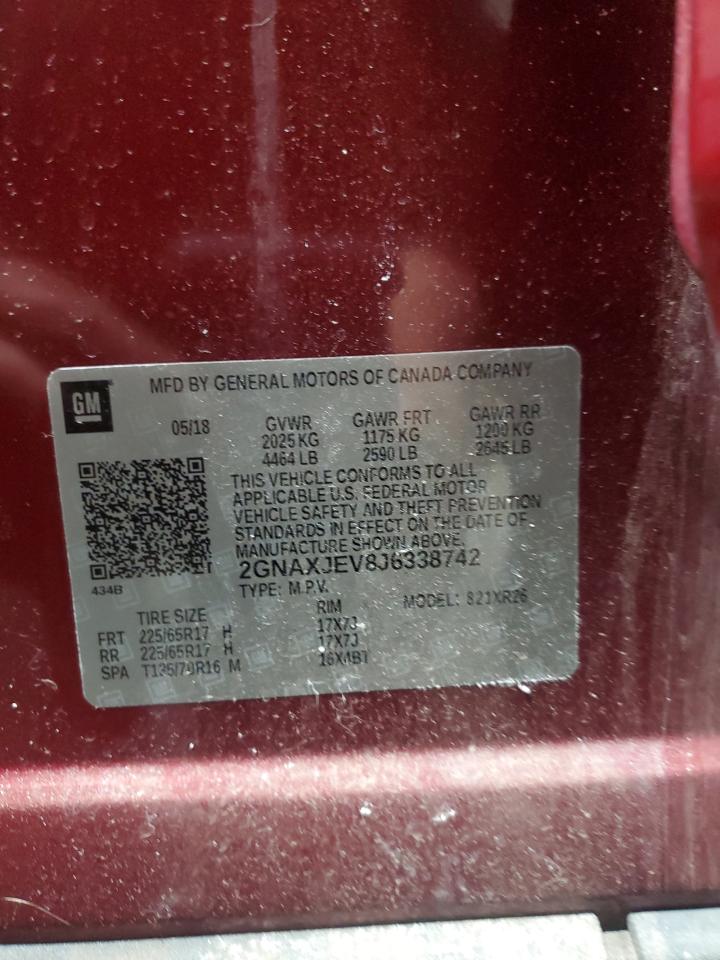 GM
MFD BY GENERAL MOTORS OF CANADA COMPANY
05/18 GVWR GAWR FRT GAWR RR
2025 KG 1175 KG 1200 KG
4464 LB 2590 LB 2645 LB
THIS VEHICLE CONFORMS TO ALL
APPLICABLE U.S. FEDERAL MOTOR
VEHICLE SAFETY AND THEFT PREVENTION
STANDARDS IN EFFECT ON THE DATE OF
MANUFACTURE SHOWN ABOVE.
2GNAXJEV8J6338742
434B TYPE: M.P.V. MODEL: 821XR26
TIRE SIZE RIM
FRT 225/65R17 H 17X7J
RR 225/65R17 H 17X7J
SPA T135/70R16 M 16X4BT